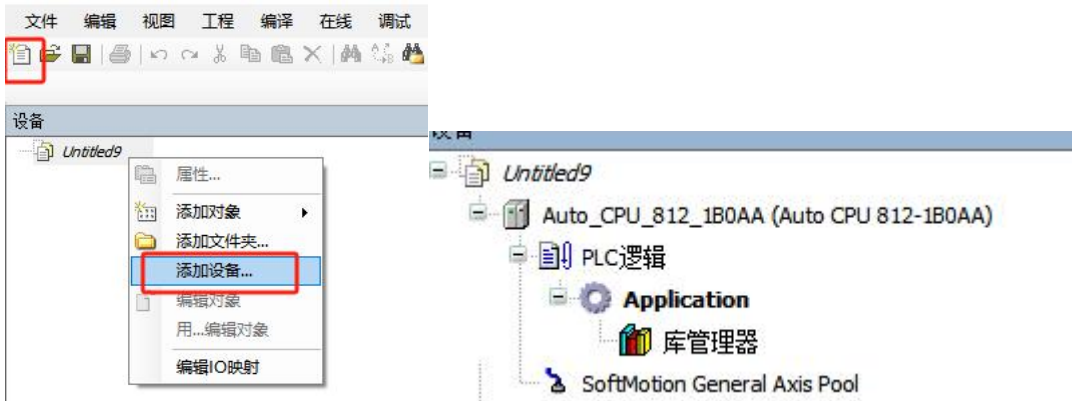 文件 编辑 视图 工程 编译 在线 调试
设备
Untitled9
属性...
添加对象
添加文件夹...
添加设备...
编辑对象
用...编辑对象
编辑IO映射
设备
Untitled9
Auto_CPU_812_1B0AA (Auto CPU 812-1B0AA)
PLC逻辑
Application
库管理器
SoftMotion General Axis Pool